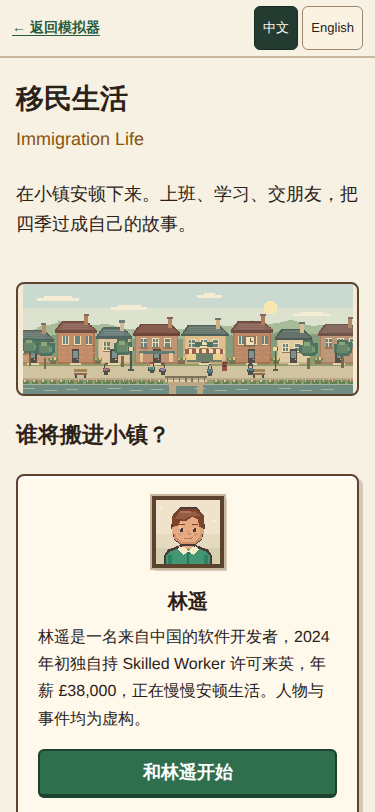 ← 返回模拟器
中文
English
移民生活
Immigration Life
在小镇安顿下来。上班、学习、交朋友，把
四季过成自己的故事。
谁将搬进小镇？
林遥
林遥是一名来自中国的软件开发者，2024
年初独自持 Skilled Worker 许可来英，年
薪 £38,000，正在慢慢安顿生活。人物与
事件均为虚构。
和林遥开始